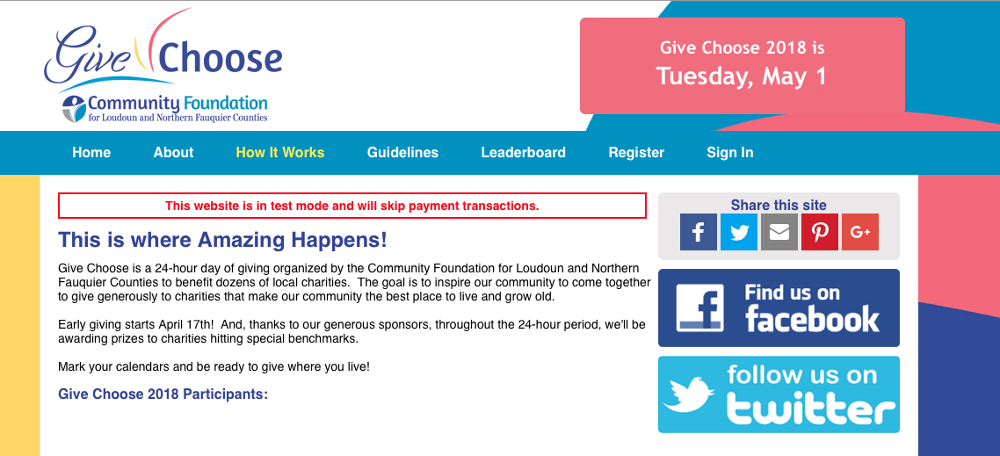 Give Choose
Community Foundation
for Loudoun and Northern Fauquier Counties
Give Choose 2018 is
Tuesday, May 1
Home About How It Works Guidelines Leaderboard Register Sign In
This website is in test mode and will skip payment transactions.
This is where Amazing Happens!
Give Choose is a 24-hour day of giving organized by the Community Foundation for Loudoun and Northern
Fauquier Counties to benefit dozens of local charities.  The goal is to inspire our community to come together
to give generously to charities that make our community the best place to live and grow old.
Early giving starts April 17th!  And, thanks to our generous sponsors, throughout the 24-hour period, we'll be
awarding prizes to charities hitting special benchmarks.
Mark your calendars and be ready to give where you live!
Give Choose 2018 Participants:
Share this site
f G+
f Find us on
facebook
follow us on
twitter